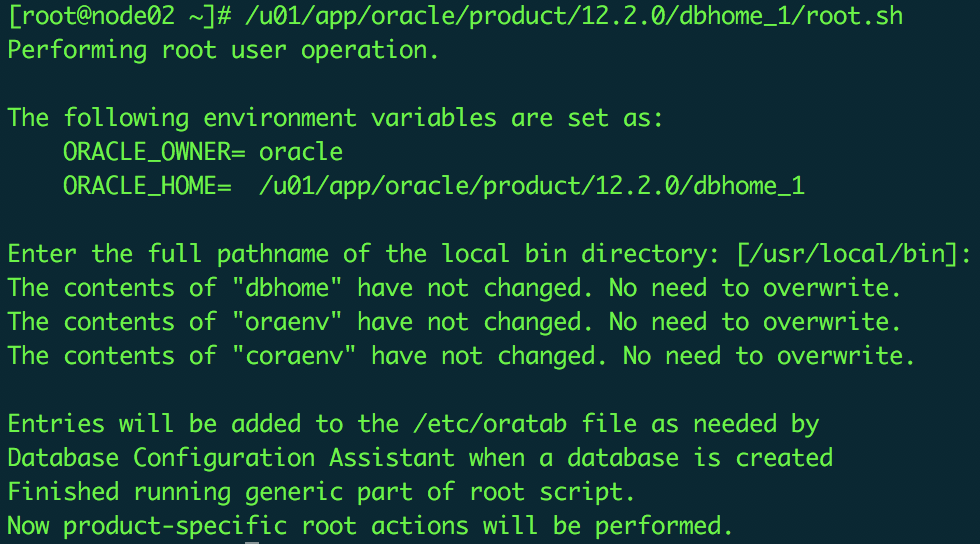 [root@node02 ~]# /u01/app/oracle/product/12.2.0/dbhome_1/root.sh
Performing root user operation.
The following environment variables are set as:
    ORACLE_OWNER= oracle
    ORACLE_HOME=  /u01/app/oracle/product/12.2.0/dbhome_1
Enter the full pathname of the local bin directory: [/usr/local/bin]:
The contents of "dbhome" have not changed. No need to overwrite.
The contents of "oraenv" have not changed. No need to overwrite.
The contents of "coraenv" have not changed. No need to overwrite.
Entries will be added to the /etc/oratab file as needed by
Database Configuration Assistant when a database is created
Finished running generic part of root script.
Now product-specific root actions will be performed.